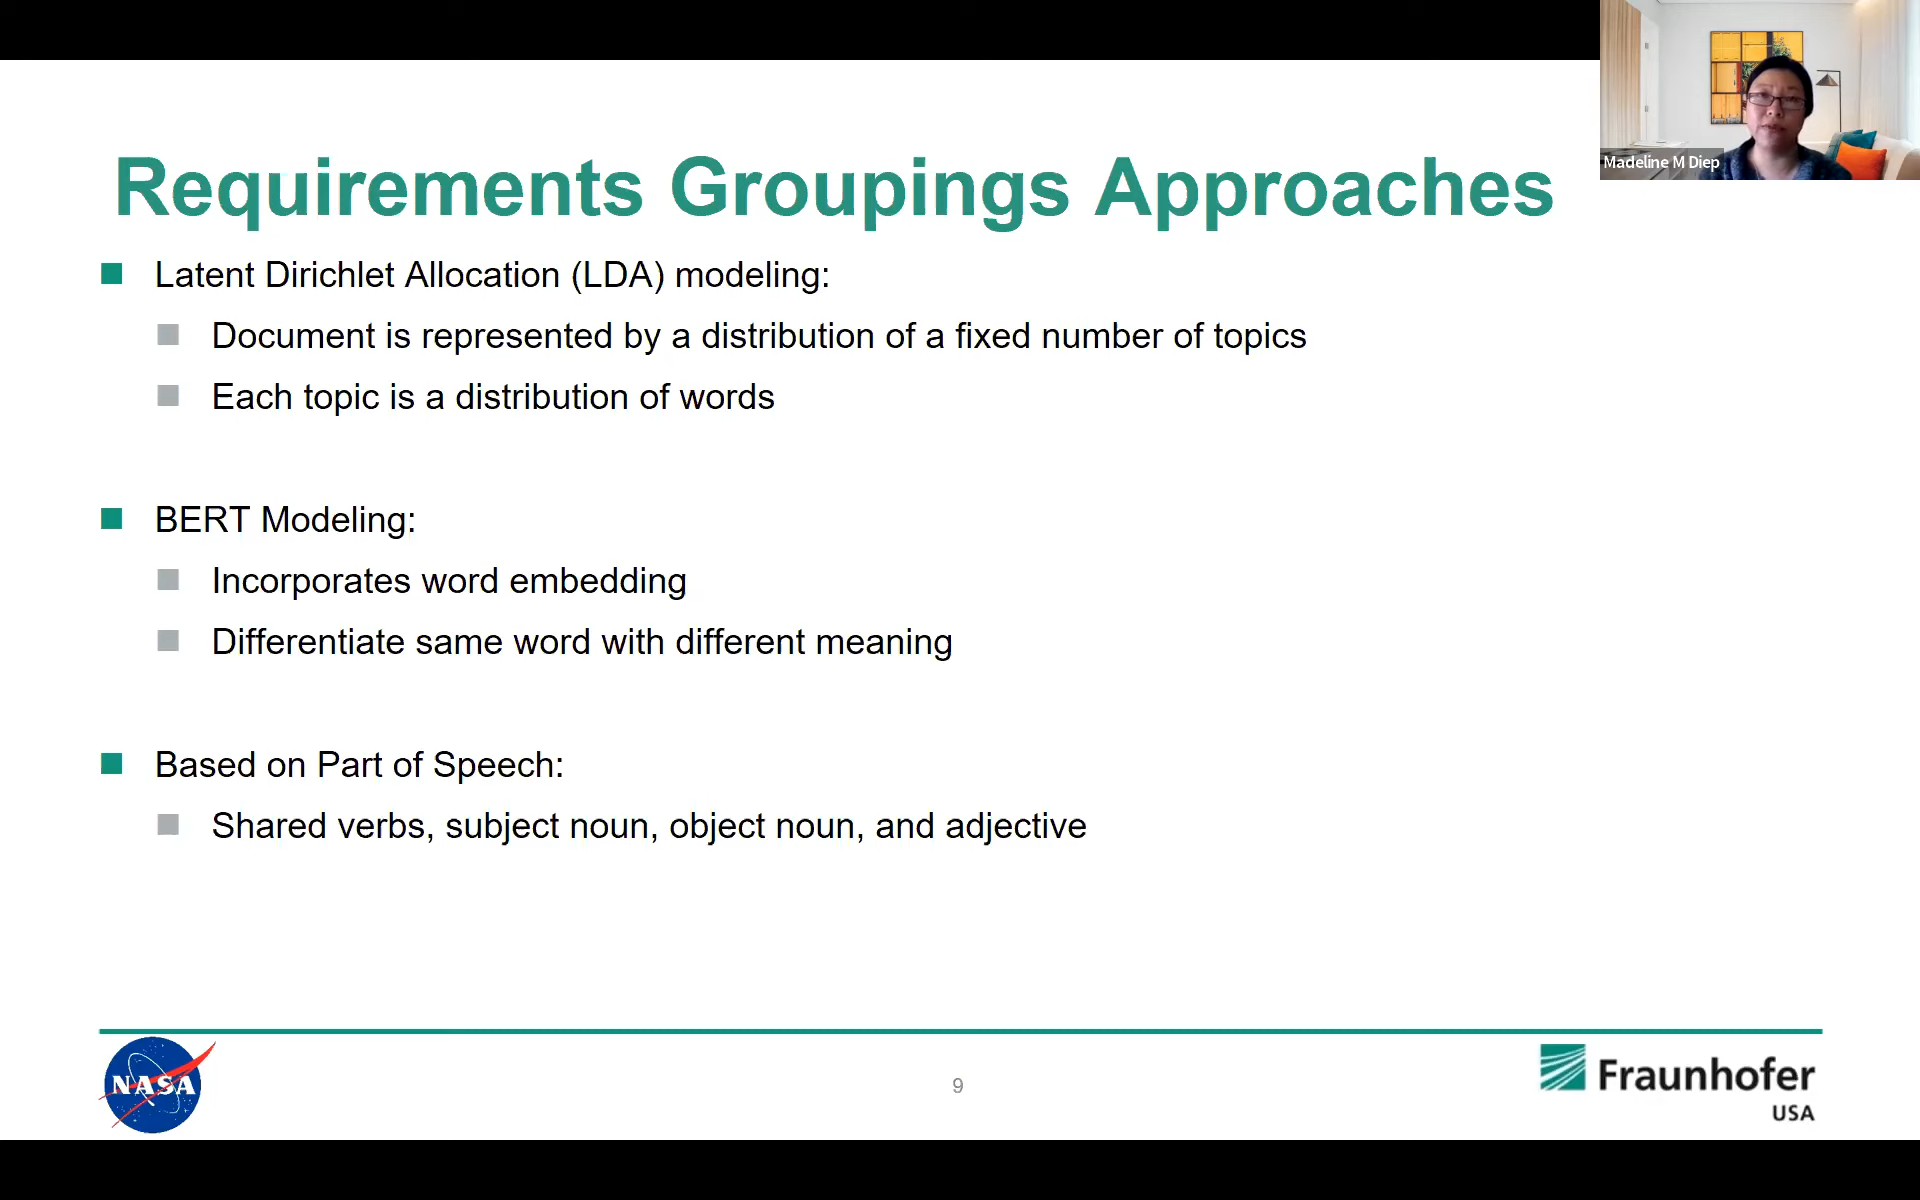 Madeline M Diep
Requirements Groupings Approaches
Latent Dirichlet Allocation (LDA) modeling:
Document is represented by a distribution of a fixed number of topics
Each topic is a distribution of words
BERT Modeling:
Incorporates word embedding
Differentiate same word with different meaning
Based on Part of Speech:
Shared verbs, subject noun, object noun, and adjective
NASA
9
Fraunhofer
USA